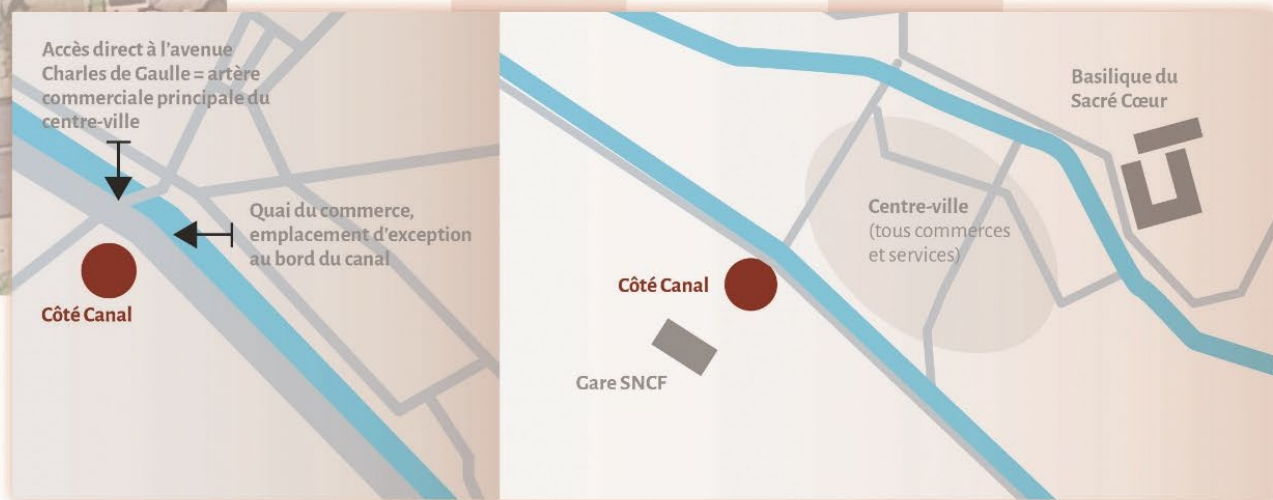 Accès direct à l’avenue
Charles de Gaulle = artère
commerciale principale du
centre-ville
Quai du commerce,
emplacement d’exception
au bord du canal
Côté Canal
Basilique du
Sacré Cœur
Centre-ville
(tous commerces
et services)
Côté Canal
Gare SNCF